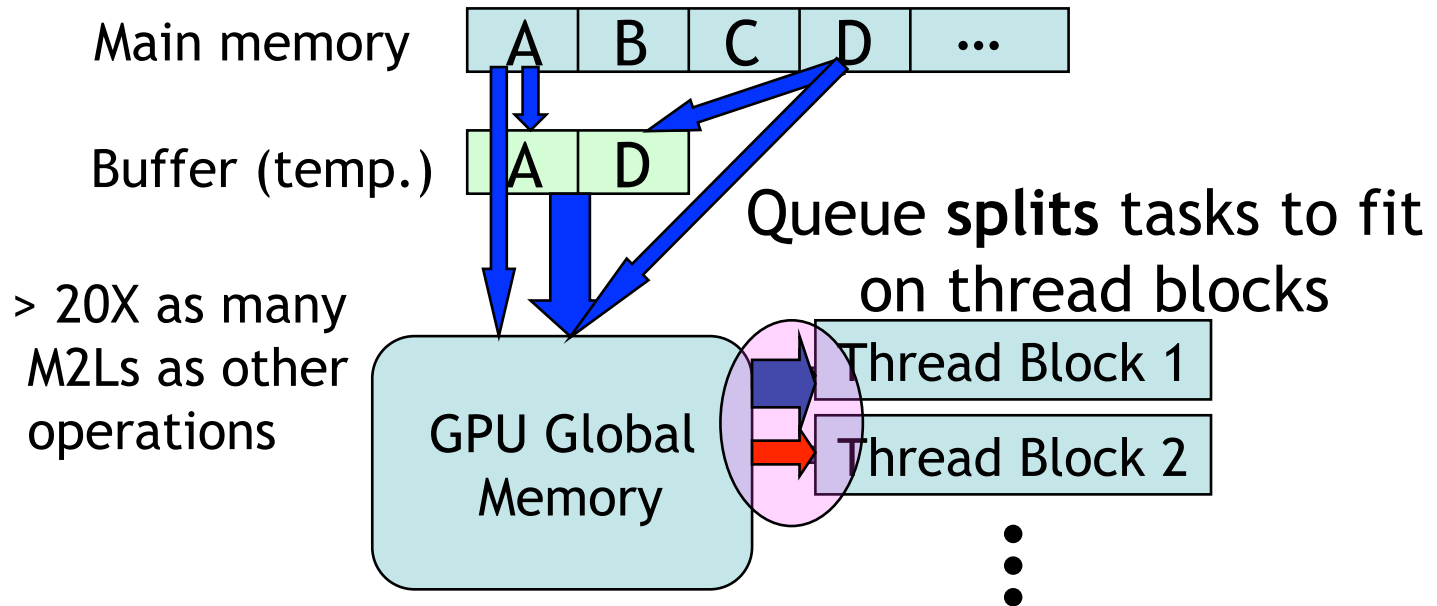 Main memory
A B C D ...
Buffer (temp.)
A D
Queue splits tasks to fit
on thread blocks
> 20X as many
M2Ls as other
operations
GPU Global
Memory
Thread Block 1
Thread Block 2